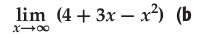 lim (4 + 3x − x²) (b
x→∞